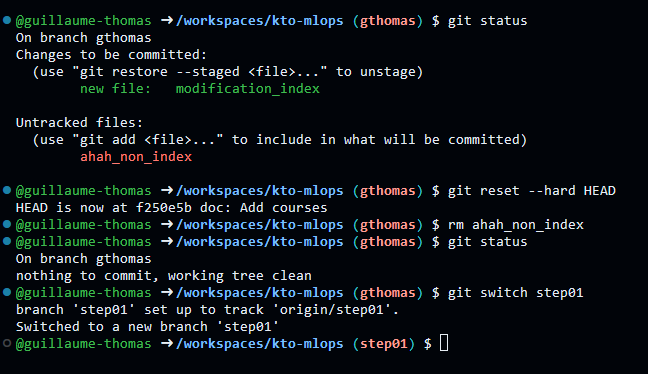 @guillaume-thomas ➜/workspaces/kto-mlops (gthomas) $ git status
On branch gthomas
Changes to be committed:
  (use "git restore --staged <file>..." to unstage)
        new file:   modification_index

Untracked files:
  (use "git add <file>..." to include in what will be committed)
        ahah_non_index

@guillaume-thomas ➜/workspaces/kto-mlops (gthomas) $ git reset --hard HEAD
HEAD is now at f250e5b doc: Add courses
@guillaume-thomas ➜/workspaces/kto-mlops (gthomas) $ rm ahah_non_index
@guillaume-thomas ➜/workspaces/kto-mlops (gthomas) $ git status
On branch gthomas
nothing to commit, working tree clean
@guillaume-thomas ➜/workspaces/kto-mlops (gthomas) $ git switch step01
branch 'step01' set up to track 'origin/step01'.
Switched to a new branch 'step01'
@guillaume-thomas ➜/workspaces/kto-mlops (step01) $